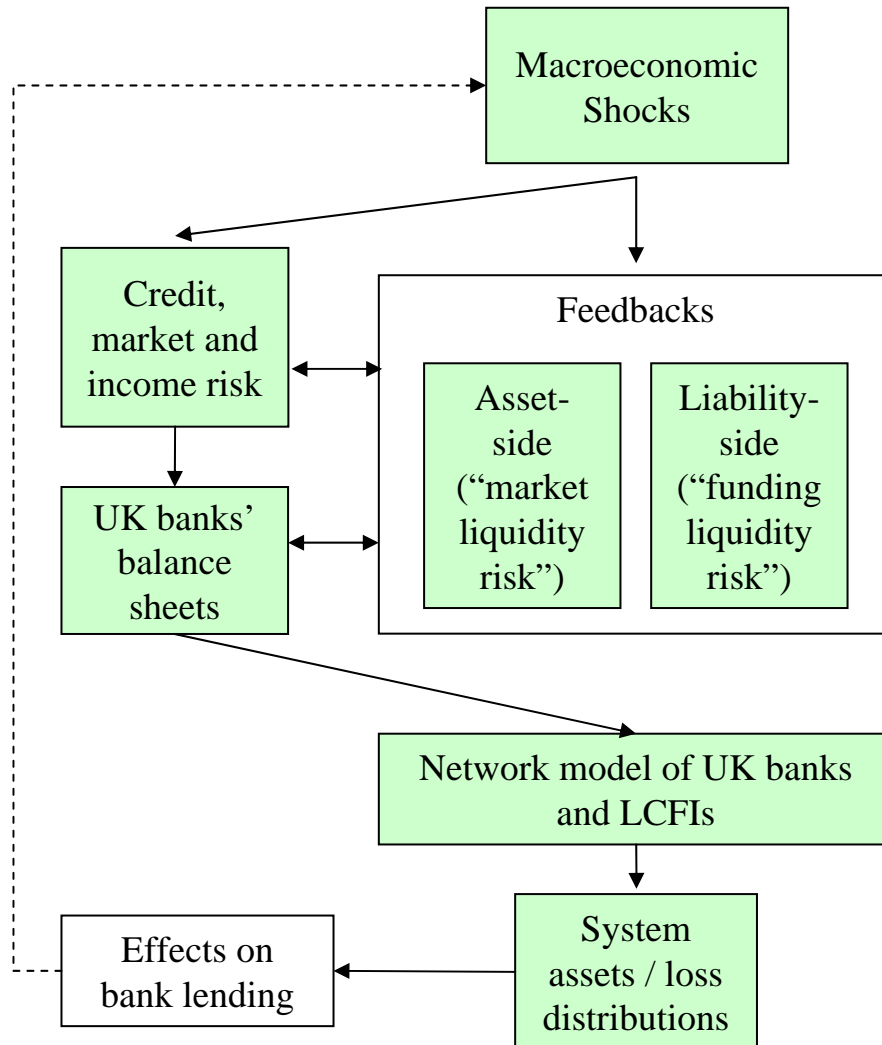 Macroeconomic
Shocks
Credit,
market and
income risk
Feedbacks
Asset-
side
(“market
liquidity
risk”)
Liability-
side
(“funding
liquidity
risk”)
UK banks’
balance
sheets
Network model of UK banks
and LCFIs
System
assets / loss
distributions
Effects on
bank lending